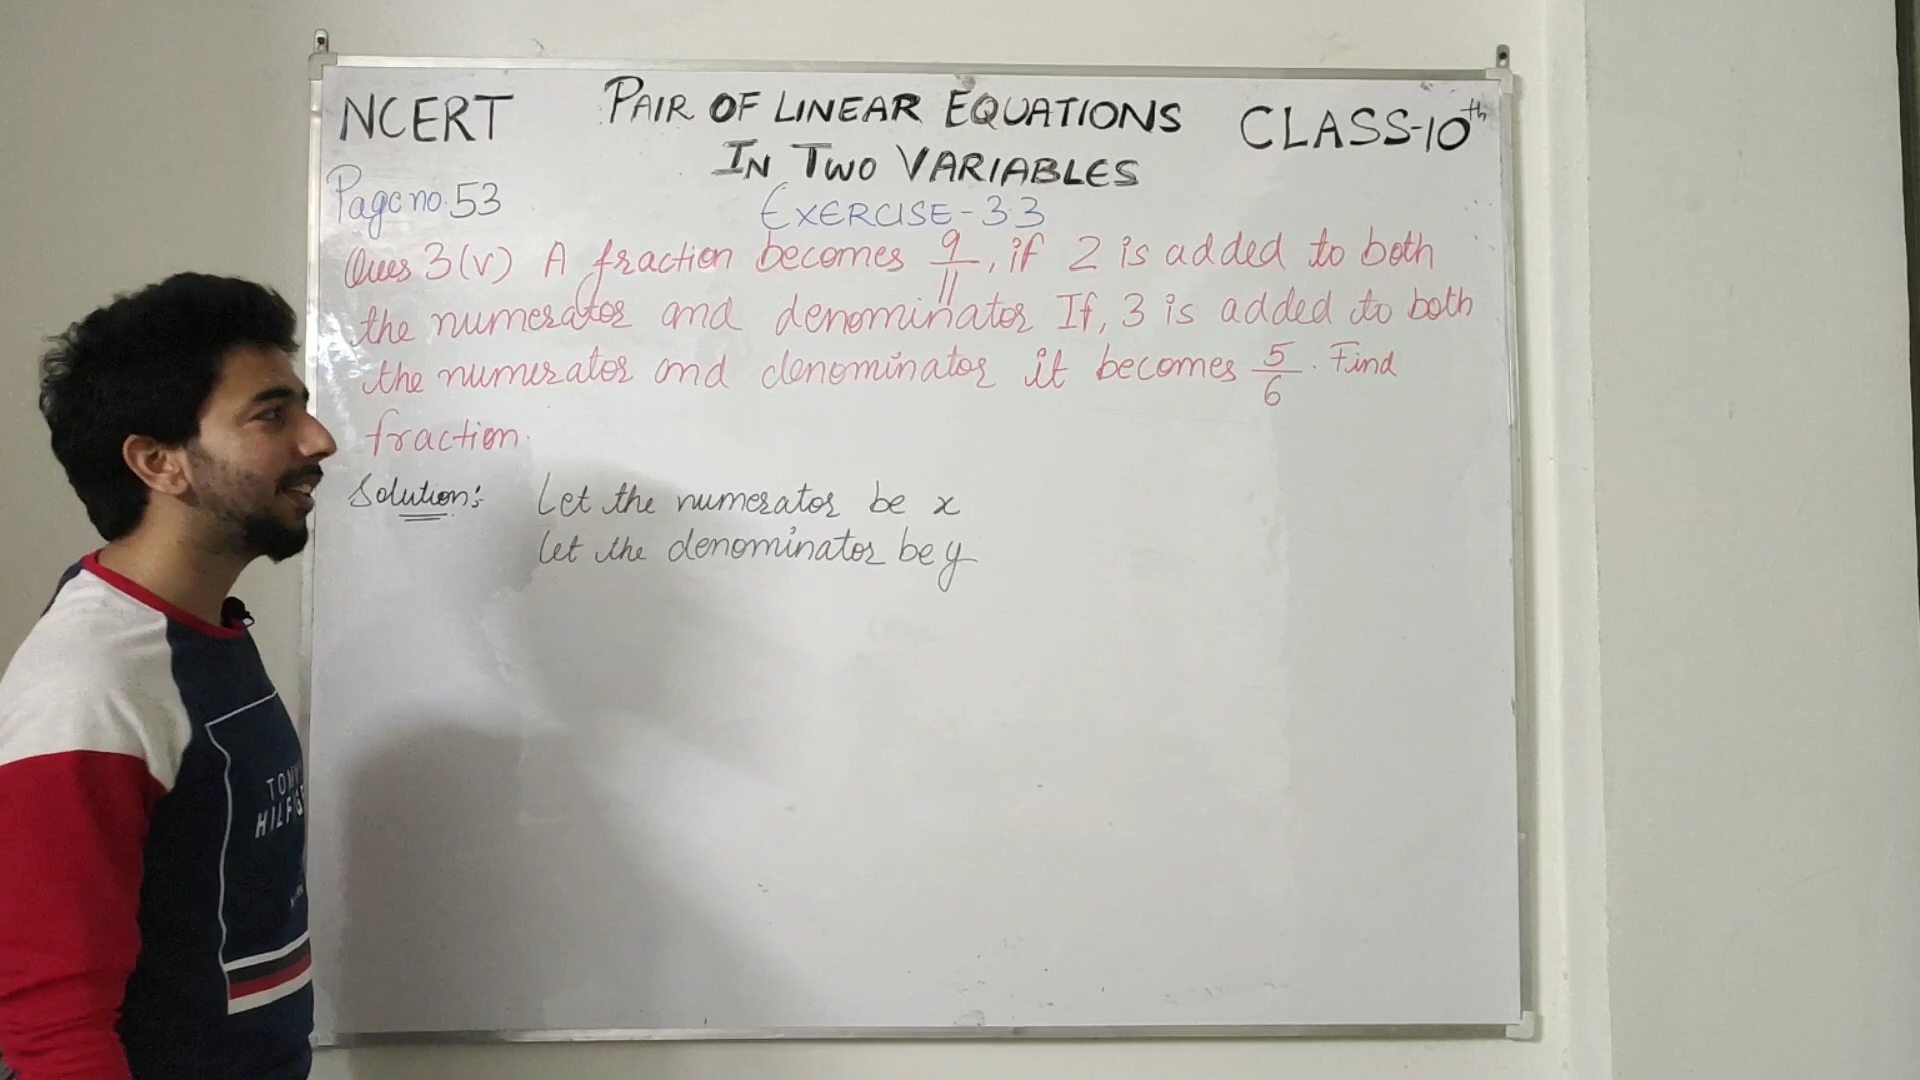 NCERT PAIR OF LINEAR EQUATIONS CLASS-10th
IN TWO VARIABLES
Page no. 53
EXERCISE-3.3
Ques 3(v) A fraction becomes 9/11, if 2 is added to both
the numerator and denominator If, 3 is added to both
the numerator and denominator it becomes 5/6. Find
fraction.
Solution:- Let the numerator be x
let the denominator be y
TOMMY
HILFIG